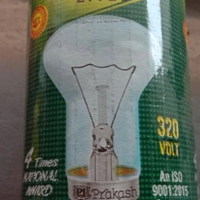 320
VOLT
4 Times
NATIONAL
AWARD
An ISO
9001:2015
Prakash